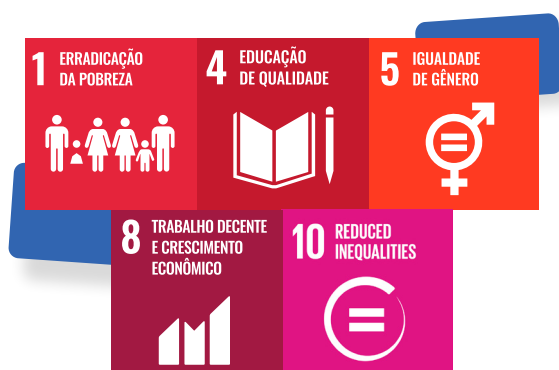 1 ERRADICAÇÃO
DA POBREZA
4 EDUCAÇÃO
DE QUALIDADE
5 IGUALDADE
DE GÊNERO
8 TRABALHO DECENTE
E CRESCIMENTO
ECONÔMICO
10 REDUCED
INEQUALITIES